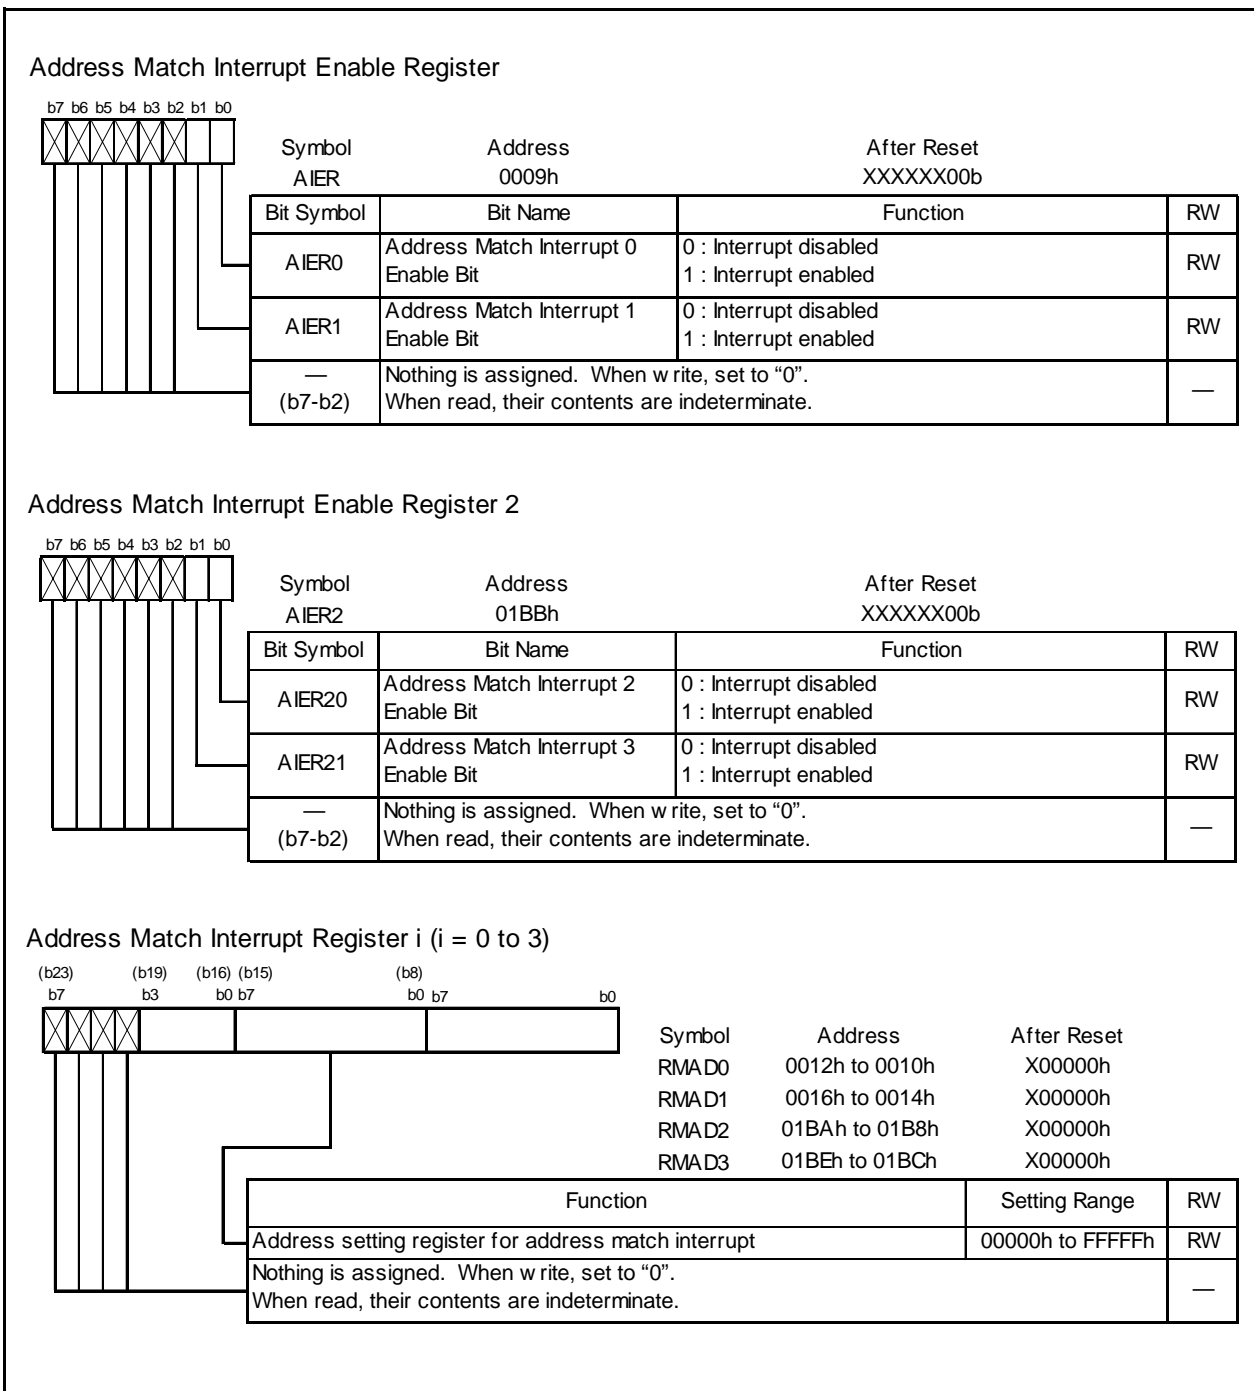 Address Match Interrupt Enable Register
b7 b6 b5 b4 b3 b2 b1 b0
Symbol Address After Reset
AIER 0009h XXXXXX00b
Bit Symbol Bit Name Function RW
AIER0 Address Match Interrupt 0 Enable Bit 0 : Interrupt disabled 1 : Interrupt enabled RW
AIER1 Address Match Interrupt 1 Enable Bit 0 : Interrupt disabled 1 : Interrupt enabled RW
— (b7-b2) Nothing is assigned. When write, set to “0”.
When read, their contents are indeterminate. —
Address Match Interrupt Enable Register 2
b7 b6 b5 b4 b3 b2 b1 b0
Symbol Address After Reset
AIER2 01BBh XXXXXX00b
Bit Symbol Bit Name Function RW
AIER20 Address Match Interrupt 2 Enable Bit 0 : Interrupt disabled 1 : Interrupt enabled RW
AIER21 Address Match Interrupt 3 Enable Bit 0 : Interrupt disabled 1 : Interrupt enabled RW
— (b7-b2) Nothing is assigned. When write, set to “0”.
When read, their contents are indeterminate. —
Address Match Interrupt Register i (i = 0 to 3)
(b23) (b19) (b16) (b15) (b8)
b7 b3 b0 b7 b0 b7 b0
Symbol Address After Reset
RMAD0 0012h to 0010h X00000h
RMAD1 0016h to 0014h X00000h
RMAD2 01BAh to 01B8h X00000h
RMAD3 01BEh to 01BCh X00000h
Function Setting Range RW
Address setting register for address match interrupt 00000h to FFFFFh RW
Nothing is assigned. When write, set to “0”.
When read, their contents are indeterminate. —